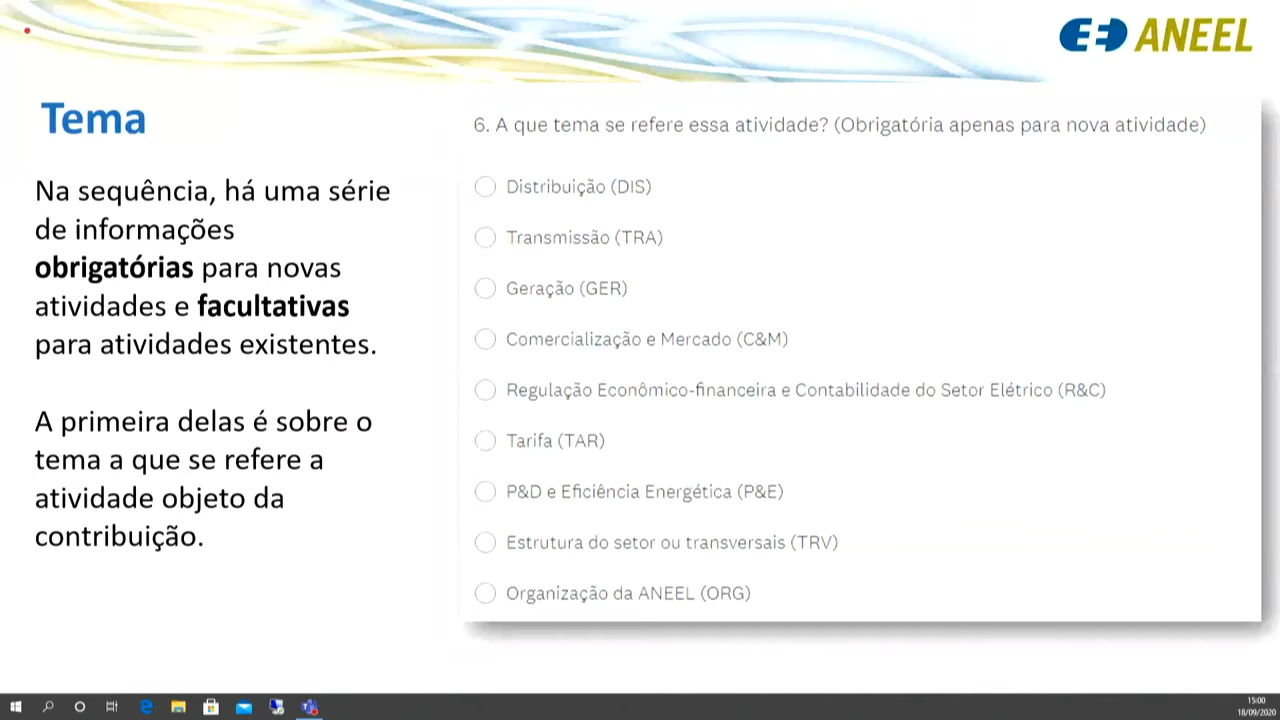 ANEEL
Tema
Na sequência, há uma série
de informações
obrigatórias para novas
atividades e facultativas
para atividades existentes.
A primeira delas é sobre o
tema a que se refere a
atividade objeto da
contribuição.
6. A que tema se refere essa atividade? (Obrigatória apenas para nova atividade)
Distribuição (DIS)
Transmissão (TRA)
Geração (GER)
Comercialização e Mercado (C&M)
Regulação Econômico-financeira e Contabilidade do Setor Elétrico (R&C)
Tarifa (TAR)
P&D e Eficiência Energética (P&E)
Estrutura do setor ou transversais (TRV)
Organização da ANEEL (ORG)
15:00
18/09/2020